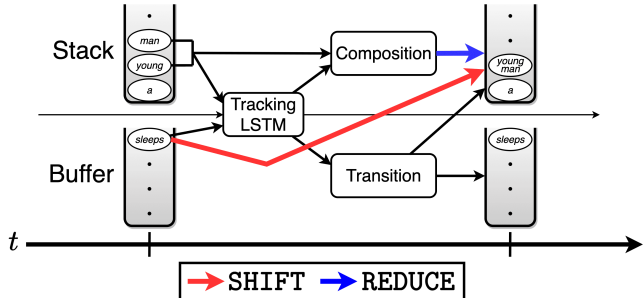 Stack
man
young
a
Composition
young
man
a
Tracking
LSTM
Buffer
sleeps
Transition
sleeps
t
SHIFT
REDUCE